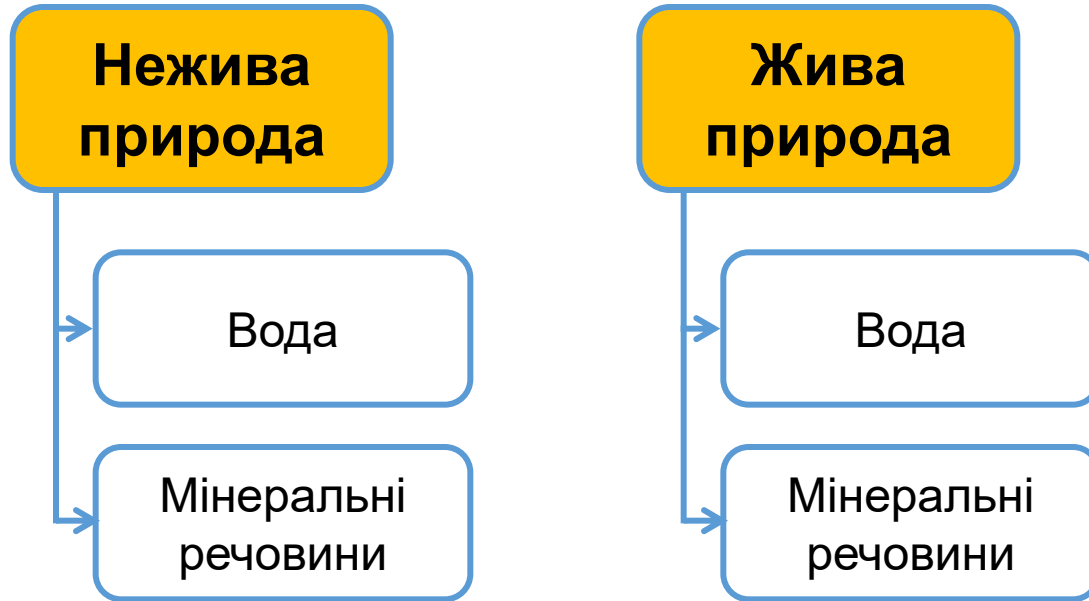 Нежива
природа
Жива
природа
Вода
Вода
Мінеральні
речовини
Мінеральні
речовини